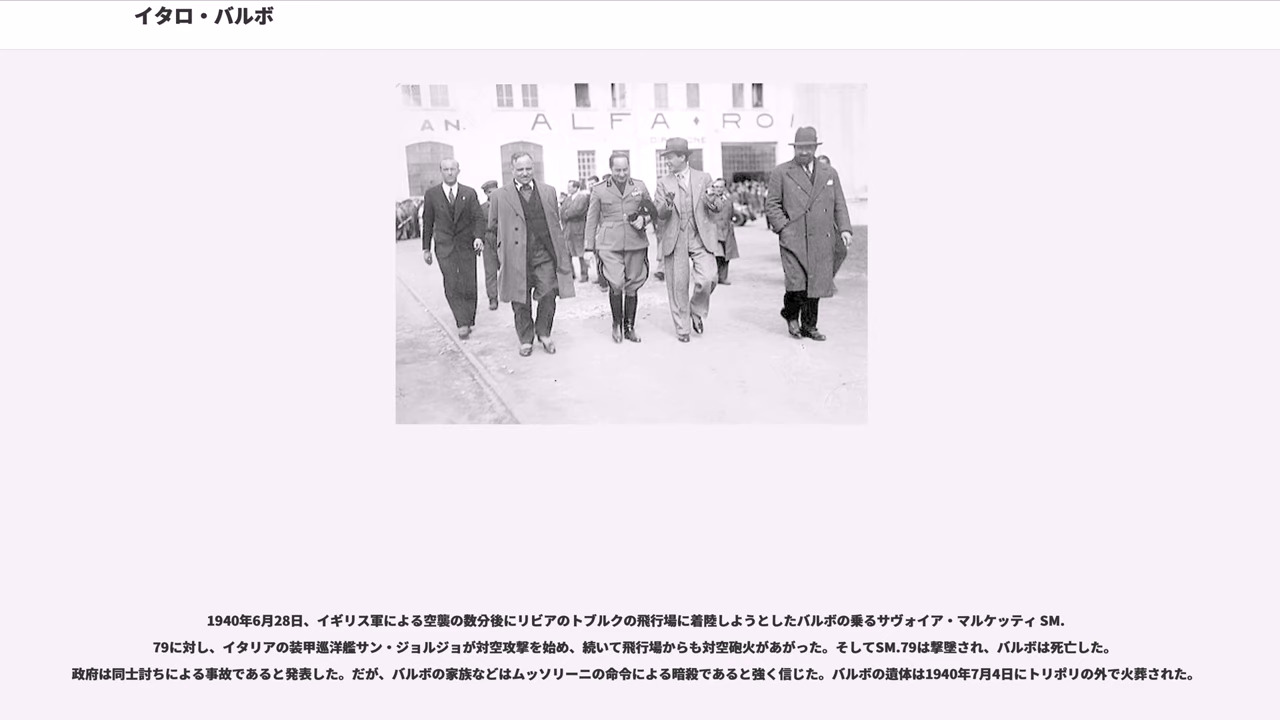 イタロ・バルボ
AN.
ALFA♦RO
1940年6月28日、イギリス軍による空襲の数分後にリビアのトブルクの飛行場に着陸しようとしたバルボの乗るサヴォイア・マルケッティ SM.
79に対し、イタリアの装甲巡洋艦サン・ジョルジョが対空攻撃を始め、続いて飛行場からも対空砲火があがった。そしてSM.79は撃墜され、バルボは死亡した。
政府は同士討ちによる事故であると発表した。だが、バルボの家族などはムッソリーニの命令による暗殺であると強く信じた。バルボの遺体は1940年7月4日にトリポリの外で火葬された。